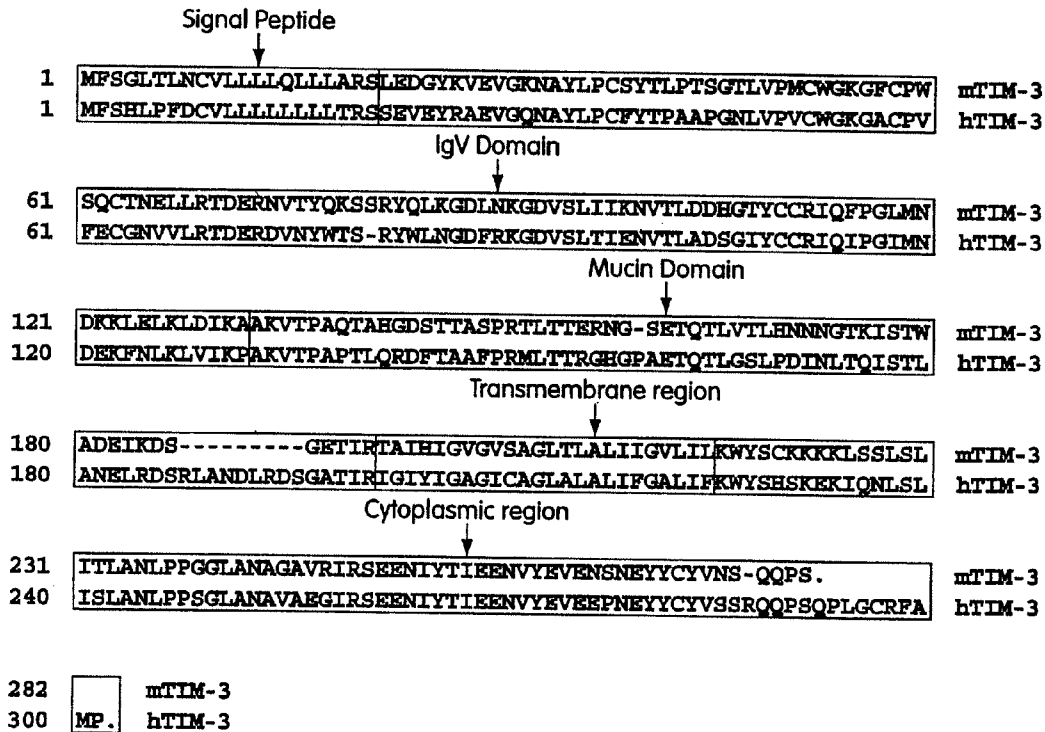 Signal Peptide
1 MFSGLTLNCVLLLLQLLLARSLEDGYKVEVGKNAYLPCSYTLPTSGTLVPMCWGKGFCPW mTIM-3
1 MFSHLPFDCVLLLLLLLLTRSSEVEYRAEVGQNAYLPCFYTPAAPGNLVPVCWGKGACPV hTIM-3
IgV Domain
61 SQCTNELLRTDERNVTYQKSSRYQLKGDLNKGDVSLIIKNVTLDDHGTYCCRIQFPGLMN mTIM-3
61 FECGNVVLRTDERDVNYWTS-RYWLNGDFRKGDVSLTIENVTLADSGIYCCRIQIPGIMN hTIM-3
Mucin Domain
121 DKKLELKLDIKAAKVTPAQTAHGDSTTASPRTLTTERNG-SETQTLVTLHNNNGTKISTW mTIM-3
120 DEKFNLKLVIKPAKVTPAPTLQRDFTAAFPRMLTTRGHGPAETQTLGSLPDINLTQISTL hTIM-3
Transmembrane region
180 ADEIKDS---------GETIRTAIHIGVGVSAGLTLALIIGVLILKWYSCKKKKLSSLSL mTIM-3
180 ANELRDSRLANDLRDSGATIRIGIYIGAGICAGLALALIFGALIFKWYSHSKEKIQNLSL hTIM-3
Cytoplasmic region
231 ITLANLPPGGLANAGAVRIRSEENIYTIEENVYEVENSNEYYCYVNS-QQPS. mTIM-3
240 ISLANLPPSGLANAVAEGIRSEENIYTIEENVYEVEEPNEYYCYVSSRQQPSQPLGCRFA hTIM-3
282 mTIM-3
300 MP. hTIM-3